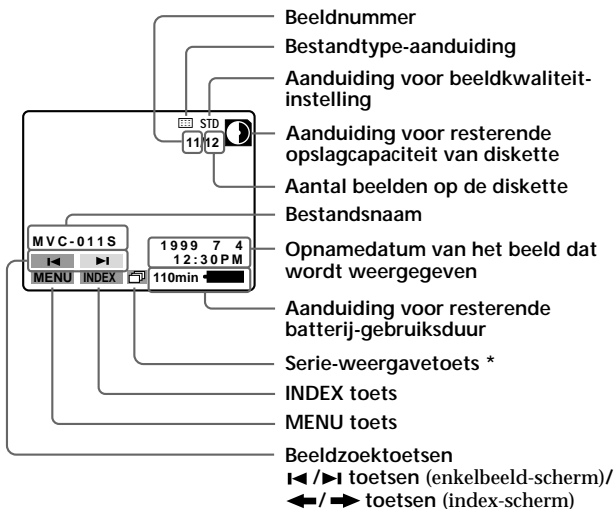 Beeldnummer
Bestandtype-aanduiding
Aanduiding voor beeldkwaliteit-
instelling
Aanduiding voor resterende
opslagcapaciteit van diskette
Aantal beelden op de diskette
Bestandsnaam
Opnamedatum van het beeld dat
wordt weergegeven
Aanduiding voor resterende
batterij-gebruiksduur
Serie-weergavetoets *
INDEX toets
MENU toets
Beeldzoektoetsen
/ toetsen (enkelbeeld-scherm)/
/ toetsen (index-scherm)
STD
11/12
MVC-011S
1999 7 4
12:30PM
MENU INDEX 110min